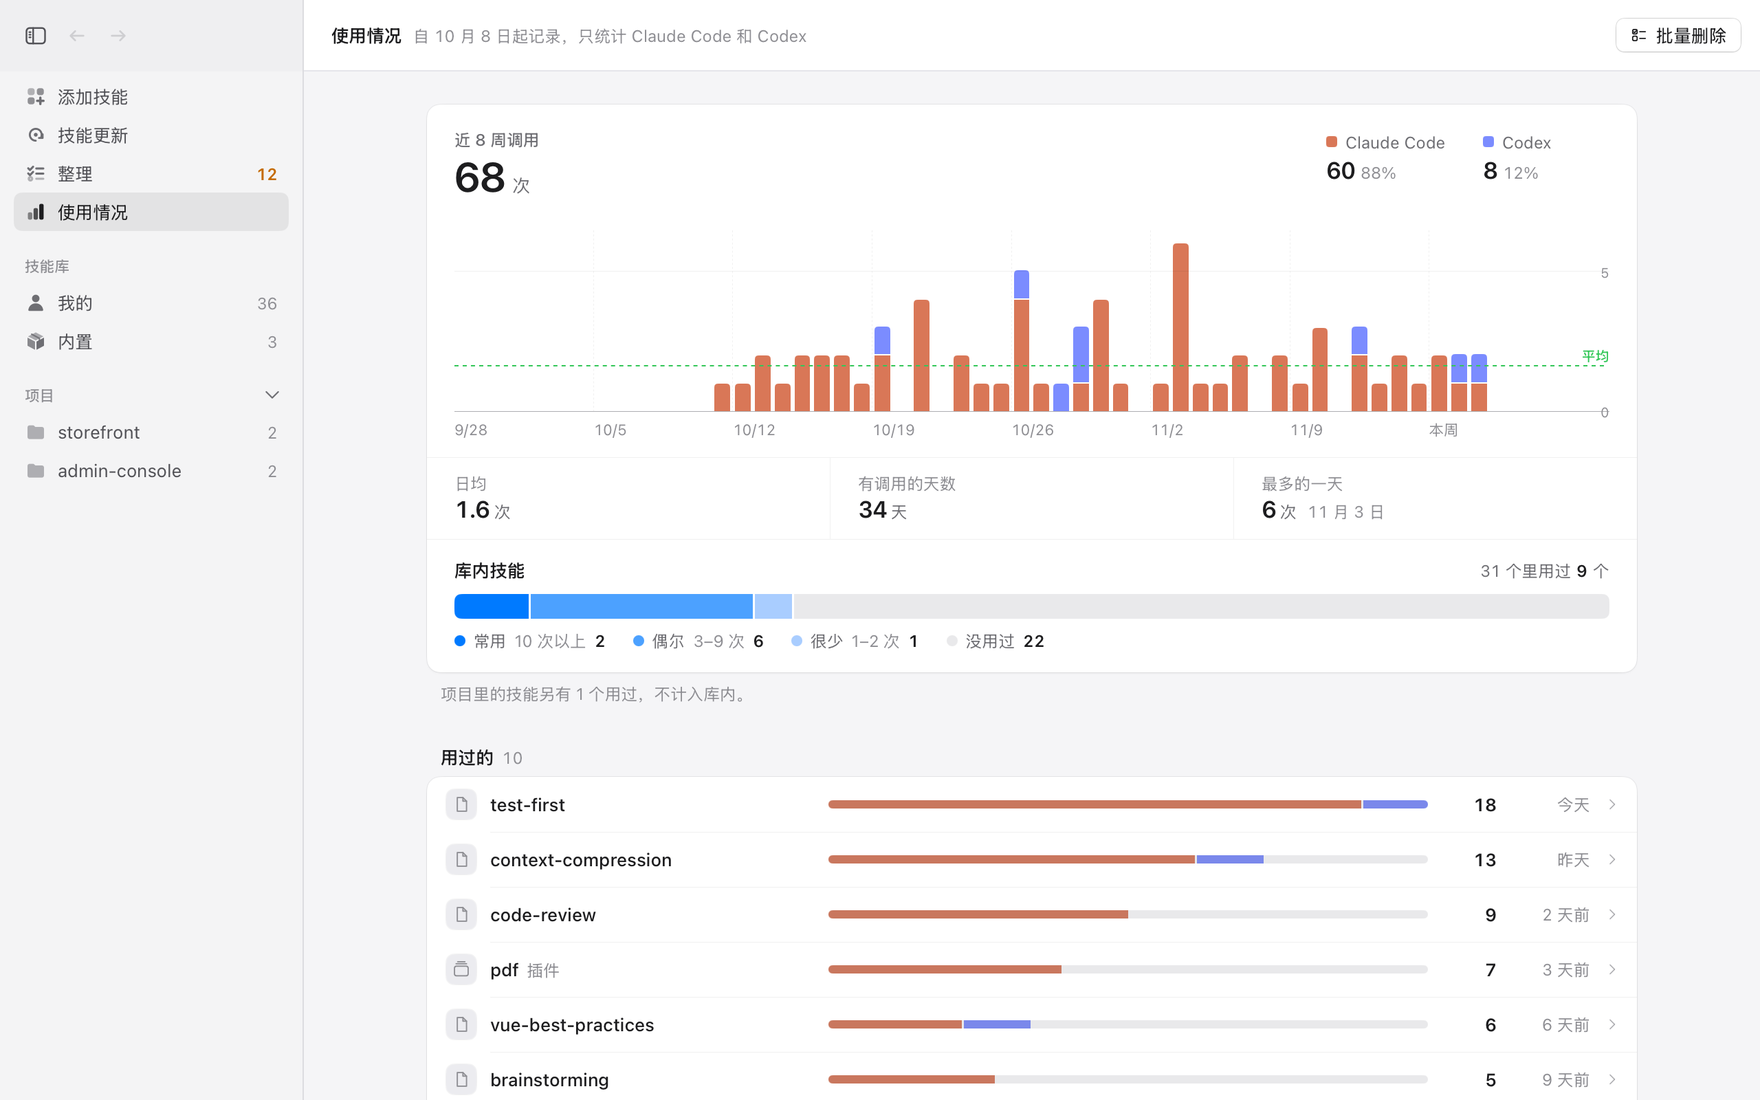 使用情况 自 10 月 8 日起记录，只统计 Claude Code 和 Codex
批量删除
添加技能
技能更新
整理 12
使用情况
技能库
我的 36
内置 3
项目
storefront 2
admin-console 2
近 8 周调用
68 次
Claude Code
60 88%
Codex
8 12%
5
平均
0
9/28 10/5 10/12 10/19 10/26 11/2 11/9 本周
日均
1.6 次
有调用的天数
34 天
最多的一天
6 次 11 月 3 日
库内技能 31 个里用过 9 个
常用 10 次以上 2 偶尔 3–9 次 6 很少 1–2 次 1 没用过 22
项目里的技能另有 1 个用过，不计入库内。
用过的 10
test-first 18 今天
context-compression 13 昨天
code-review 9 2 天前
pdf 插件 7 3 天前
vue-best-practices 6 6 天前
brainstorming 5 9 天前